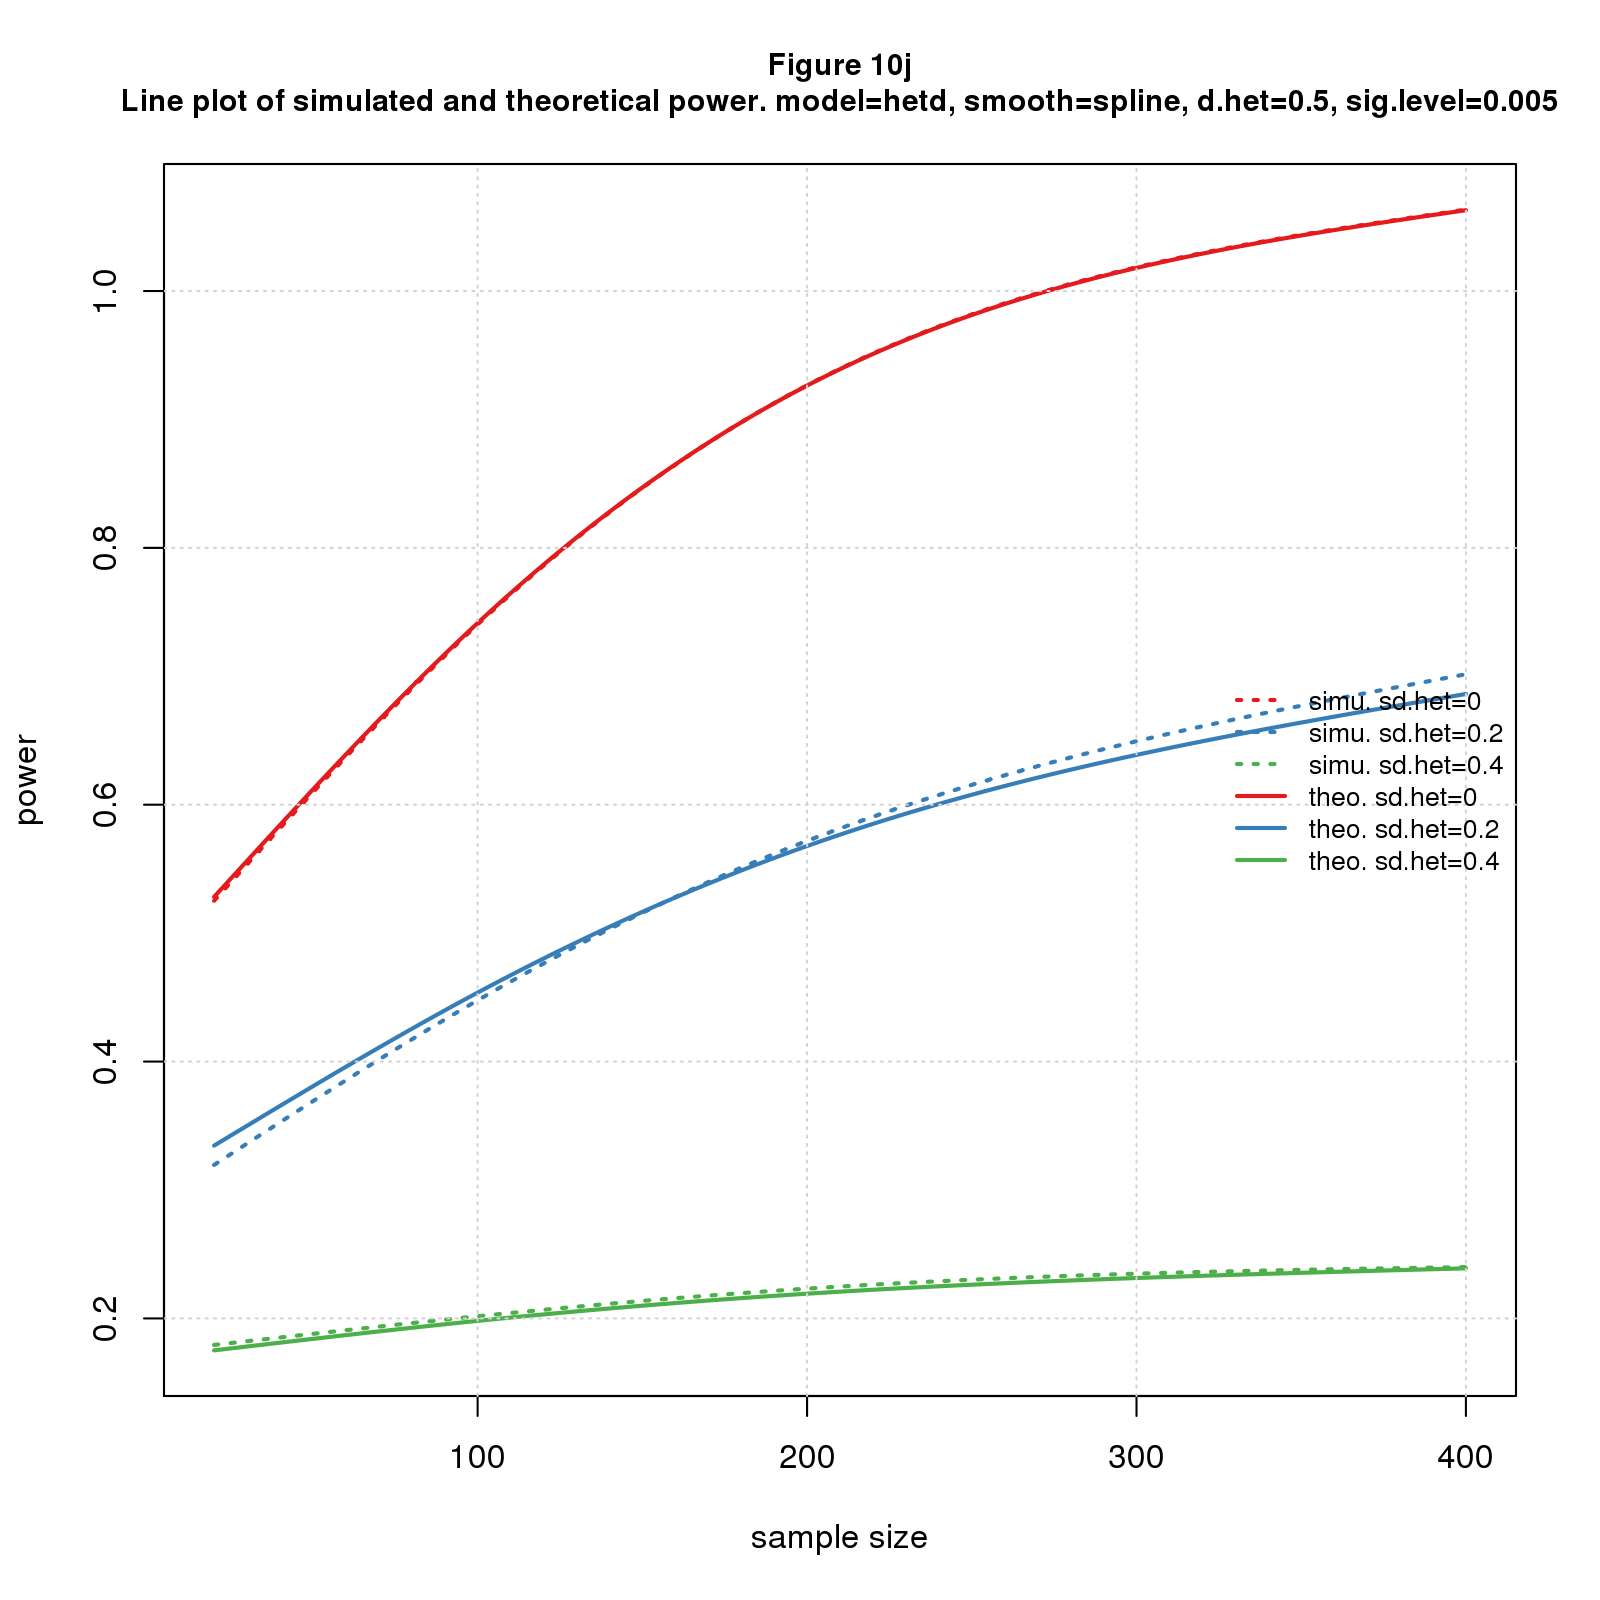 Figure 10j
Line plot of simulated and theoretical power. model=hetd, smooth=spline, d.het=0.5, sig.level=0.005
power
1.0
0.8
0.6
0.4
0.2
simu. sd.het=0
simu. sd.het=0.2
simu. sd.het=0.4
theo. sd.het=0
theo. sd.het=0.2
theo. sd.het=0.4
100 200 300 400
sample size